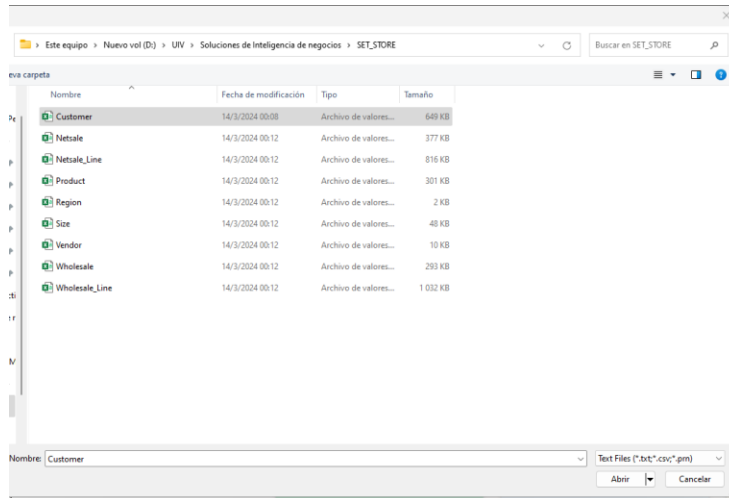 Este equipo > Nuevo vol (D:) > UIV > Soluciones de Inteligencia de negocios > SET_STORE
Buscar en SET_STORE
eva carpeta
Nombre Fecha de modificación Tipo Tamaño
Customer 14/3/2024 00:08 Archivo de valores... 649 KB
Netsale 14/3/2024 00:12 Archivo de valores... 377 KB
Netsale_Line 14/3/2024 00:12 Archivo de valores... 816 KB
Product 14/3/2024 00:12 Archivo de valores... 301 KB
Region 14/3/2024 00:12 Archivo de valores... 2 KB
Size 14/3/2024 00:12 Archivo de valores... 48 KB
Vendor 14/3/2024 00:12 Archivo de valores... 10 KB
Wholesale 14/3/2024 00:12 Archivo de valores... 293 KB
Wholesale_Line 14/3/2024 00:12 Archivo de valores... 1 032 KB
Nombre: Customer
Text Files (*.txt;*.csv;*.prn)
Abrir Cancelar